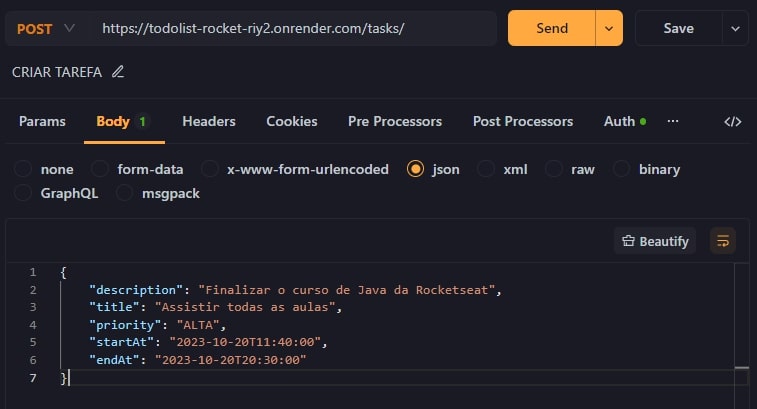 POST https://todolist-rocket-riy2.onrender.com/tasks/ Send Save
CRIAR TAREFA
Params Body 1 Headers Cookies Pre Processors Post Processors Auth ··· </>
none form-data x-www-form-urlencoded json xml raw binary
GraphQL msgpack
Beautify
1 {
2 "description": "Finalizar o curso de Java da Rocketseat",
3 "title": "Assistir todas as aulas",
4 "priority": "ALTA",
5 "startAt": "2023-10-20T11:40:00",
6 "endAt": "2023-10-20T20:30:00"
7 }